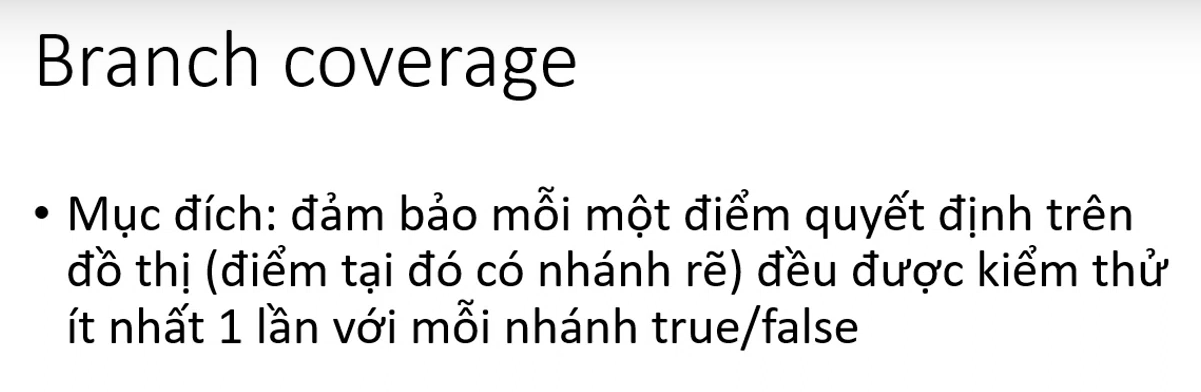 Branch coverage
• Mục đích: đảm bảo mỗi một điểm quyết định trên
đồ thị (điểm tại đó có nhánh rẽ) đều được kiểm thử
ít nhất 1 lần với mỗi nhánh true/false